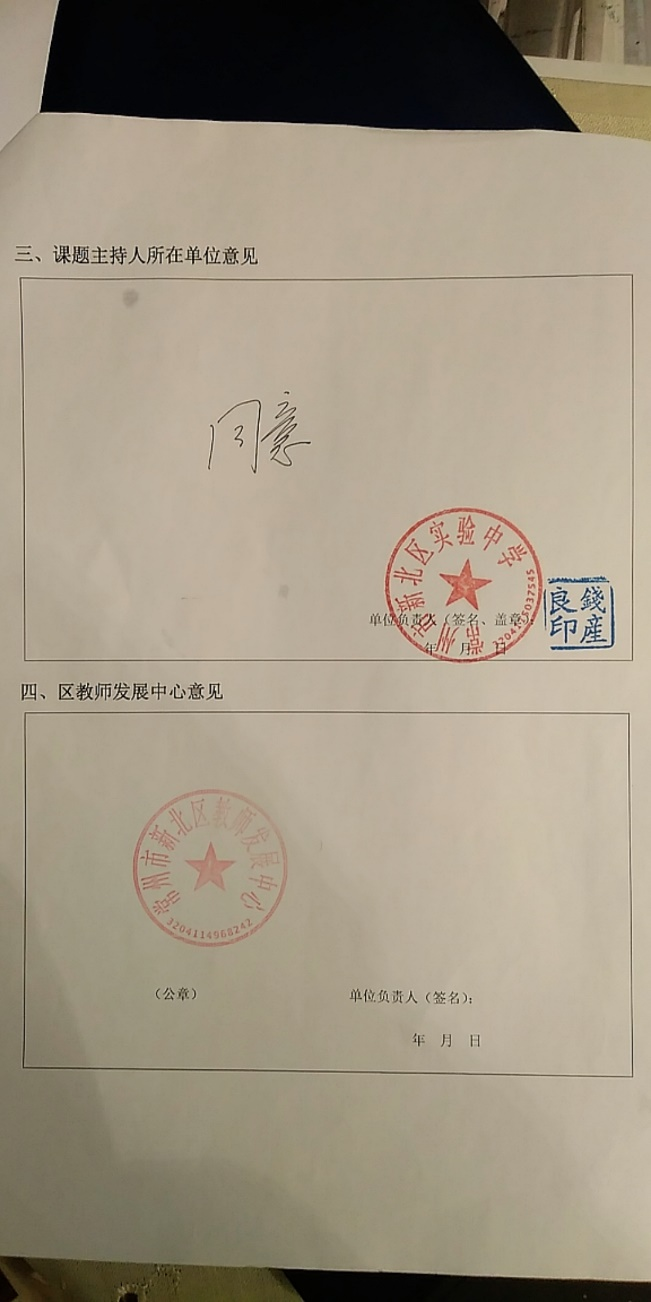 三、课题主持人所在单位意见
同意
常州市新北区实验中学
单位负责人（签名、盖章）：
錢産良印
年 月 日
四、区教师发展中心意见
常州市新北区教师发展中心
3204114968242
（公章）
单位负责人（签名）：
年 月 日